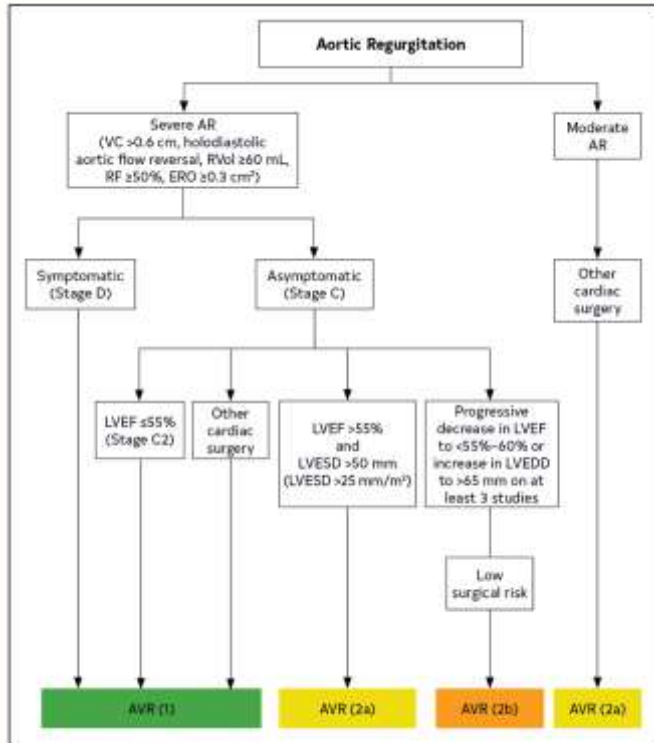 Aortic Regurgitation
Severe AR
(VC >0.6 cm, holodiastolic
aortic flow reversal, RVol ≥60 mL,
RF ≥50%, ERO ≥0.3 cm²)
Moderate
AR
Symptomatic
(Stage D)
Asymptomatic
(Stage C)
Other
cardiac
surgery
LVEF ≤55%
(Stage C2)
Other
cardiac
surgery
LVEF >55%
and
LVESD >50 mm
(LVESD >25 mm/m²)
Progressive
decrease in LVEF
to <55%–60% or
increase in LVEDD
to >65 mm on at
least 3 studies
Low
surgical risk
AVR (1)
AVR (2a)
AVR (2b)
AVR (2a)